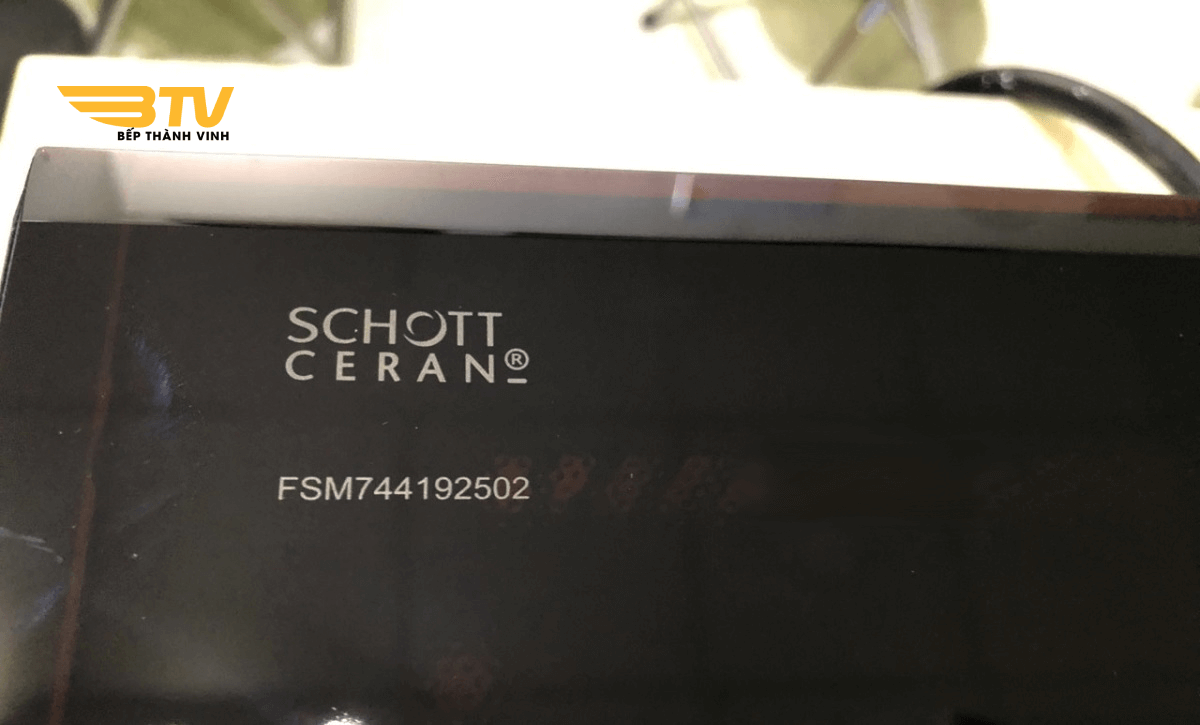 BTV
BẾP THÀNH VINH
SCHOTT
CERAN®
FSM744192502